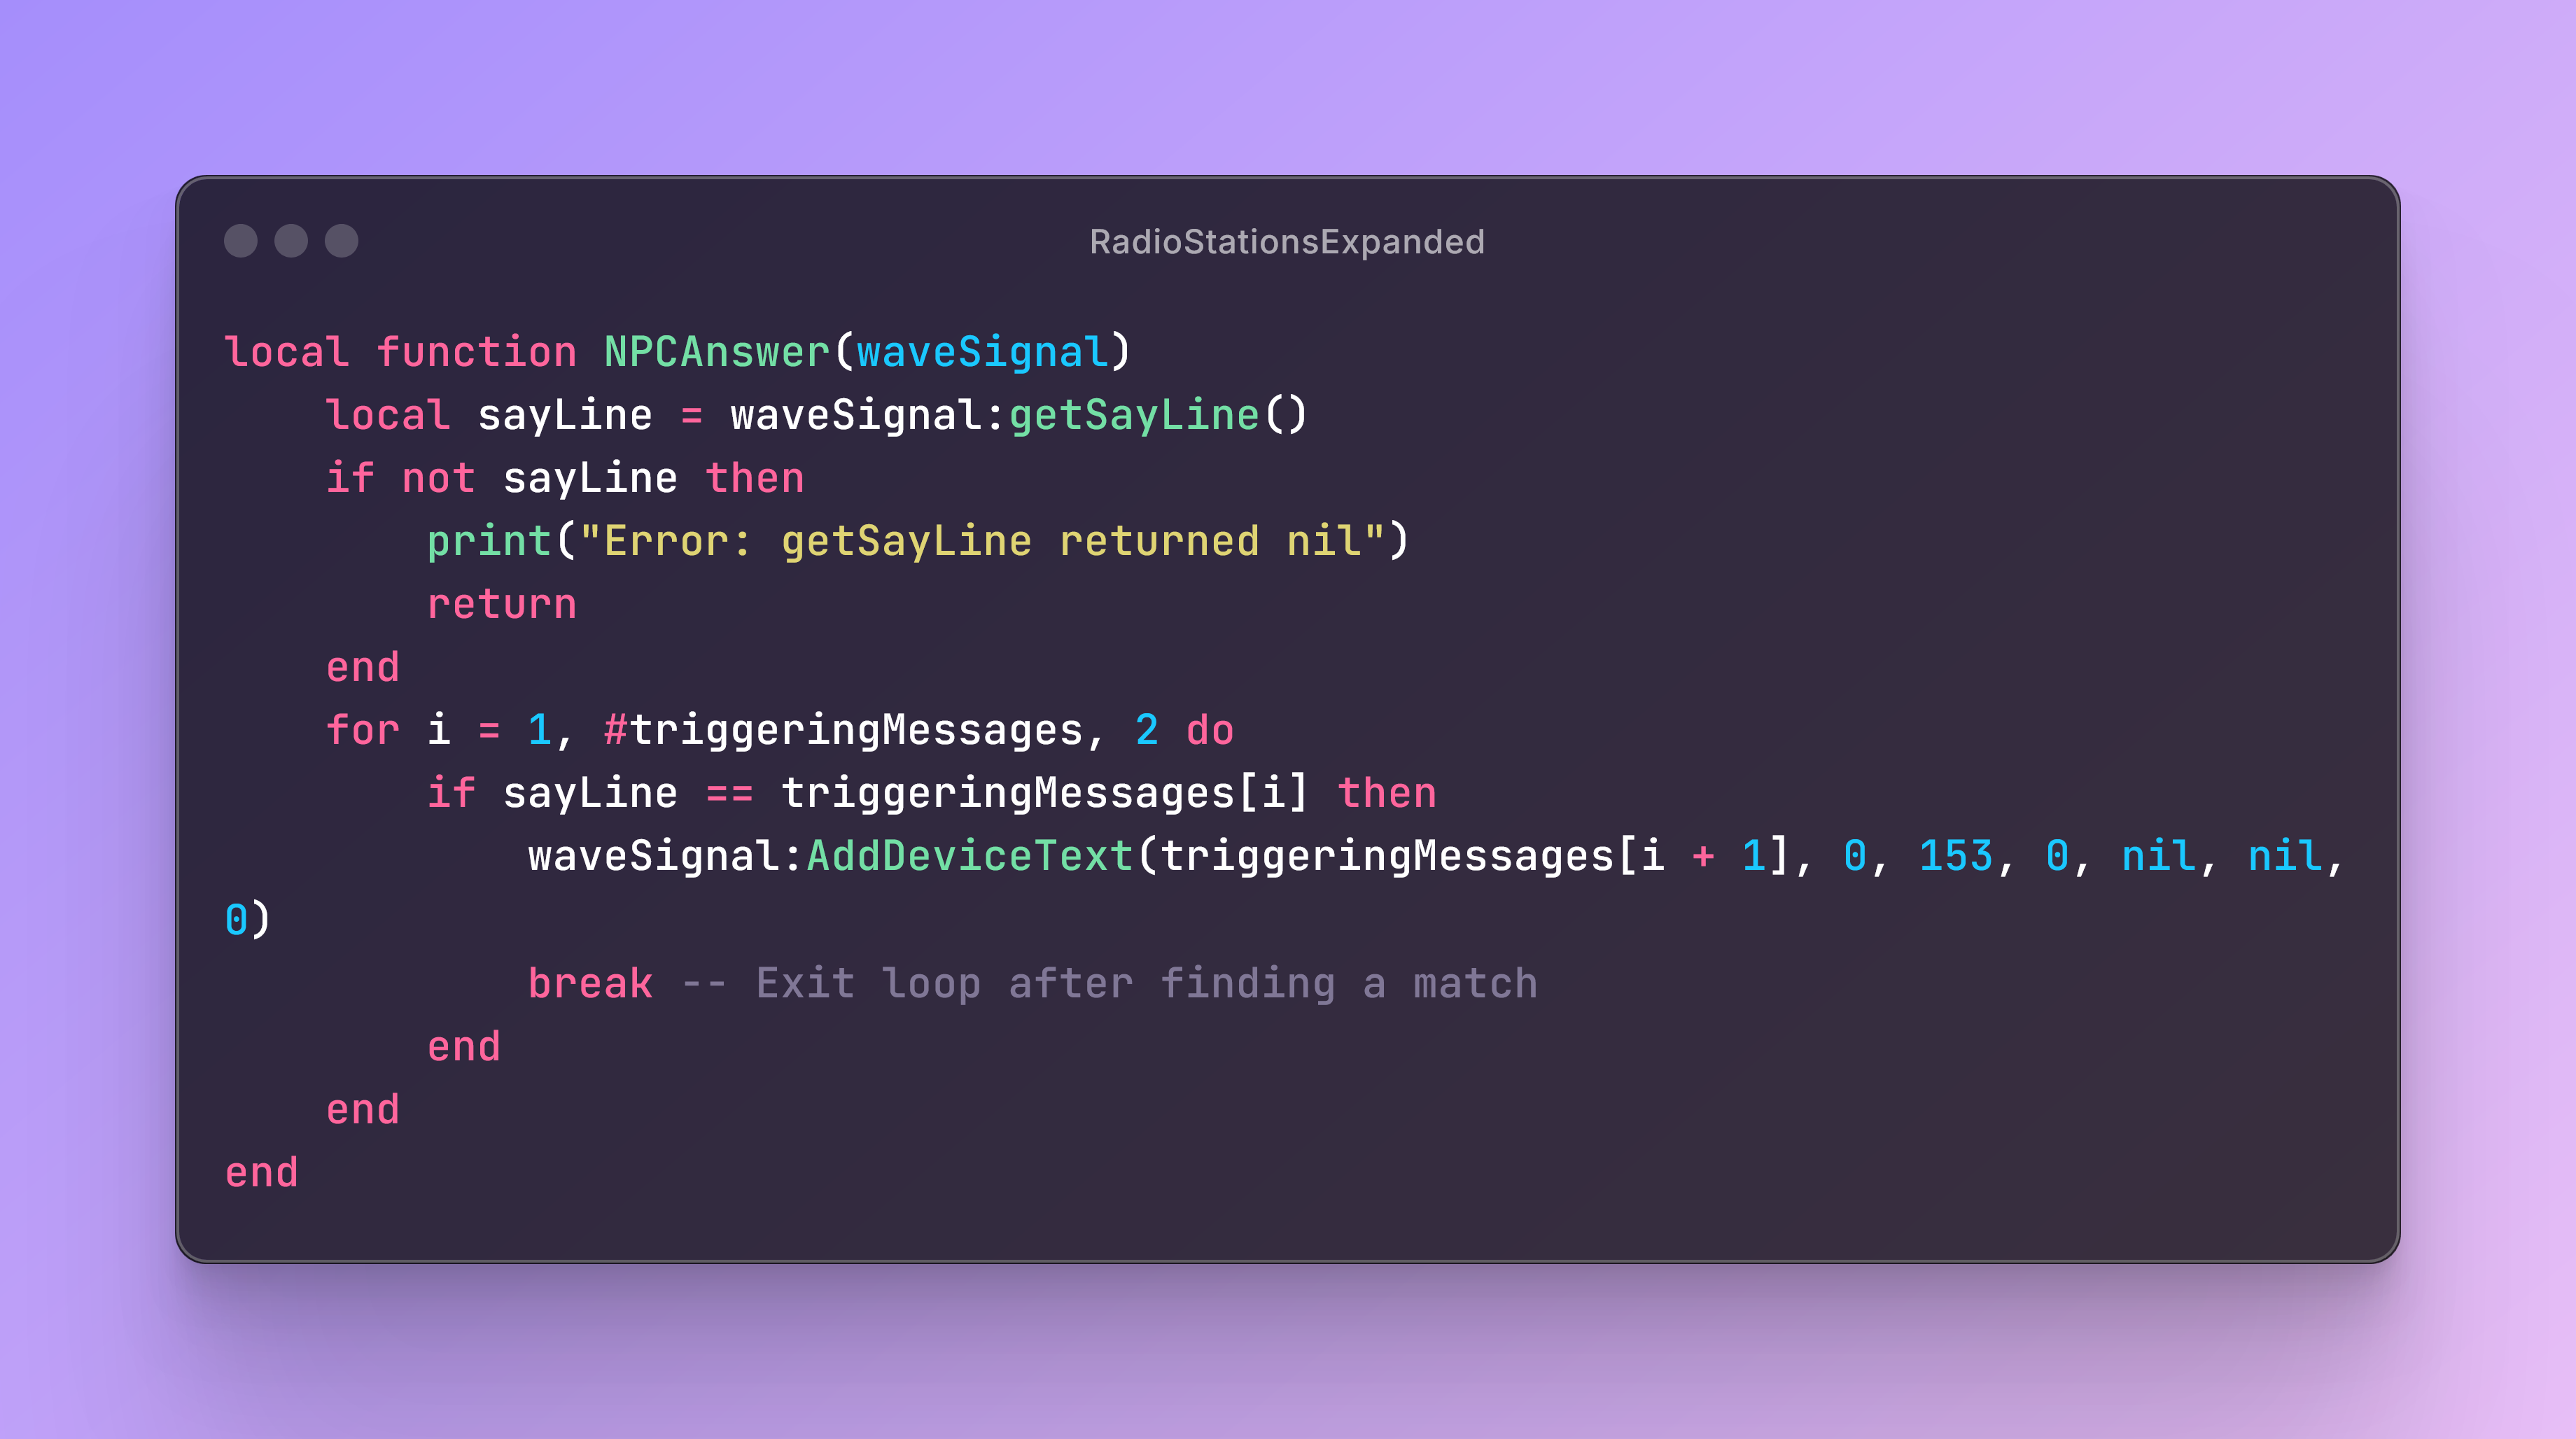 RadioStationsExpanded
local function NPCAnswer(waveSignal)
    local sayLine = waveSignal:getSayLine()
    if not sayLine then
        print("Error: getSayLine returned nil")
        return
    end
    for i = 1, #triggeringMessages, 2 do
        if sayLine == triggeringMessages[i] then
            waveSignal:AddDeviceText(triggeringMessages[i + 1], 0, 153, 0, nil, nil,
0)
            break -- Exit loop after finding a match
        end
    end
end